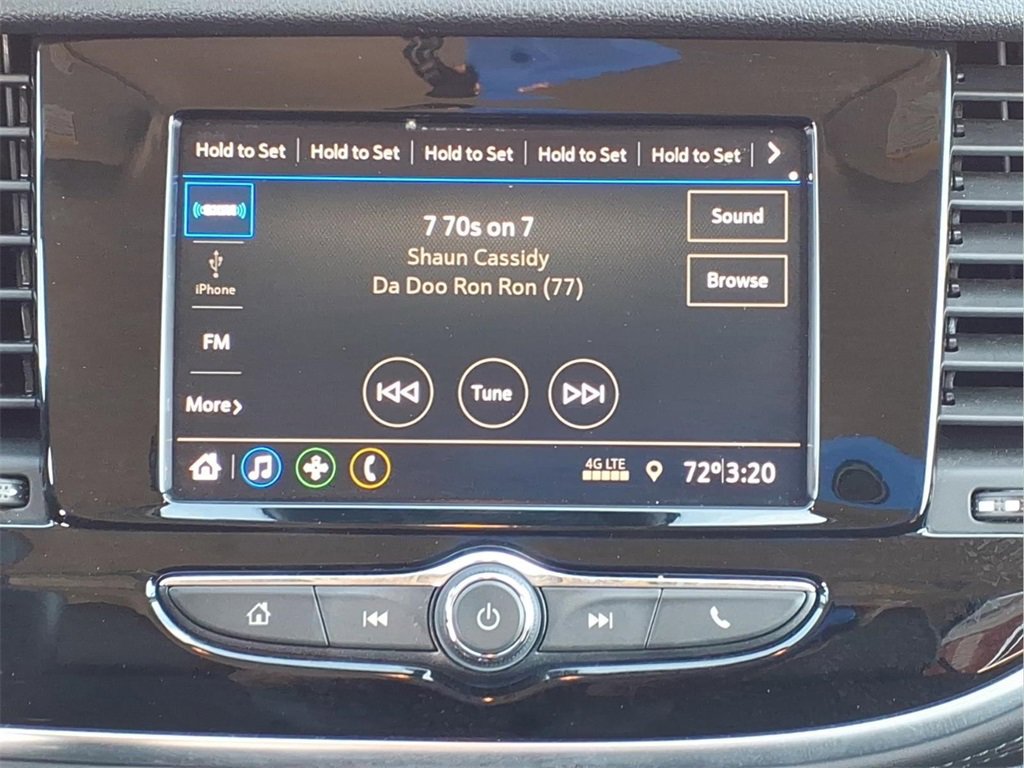 Hold to Set Hold to Set Hold to Set Hold to Set Hold to Set
7 70s on 7
Shaun Cassidy
Da Doo Ron Ron (77)
Sound
Browse
iPhone
FM
More
Tune
4G LTE
72° 3:20